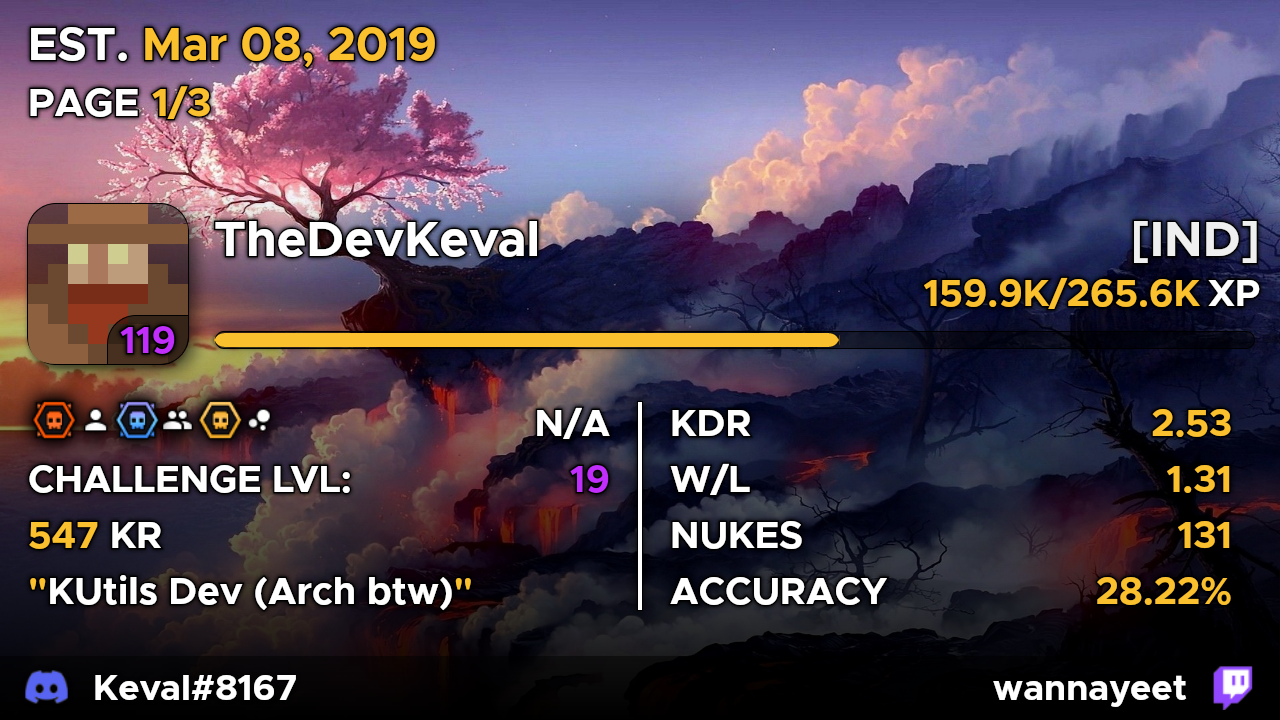 EST. Mar 08, 2019
PAGE 1/3
TheDevKeval
[IND]
159.9K/265.6K XP
119
N/A
CHALLENGE LVL: 19
547 KR
"KUtils Dev (Arch btw)"
KDR 2.53
W/L 1.31
NUKES 131
ACCURACY 28.22%
Keval#8167
wannayeet